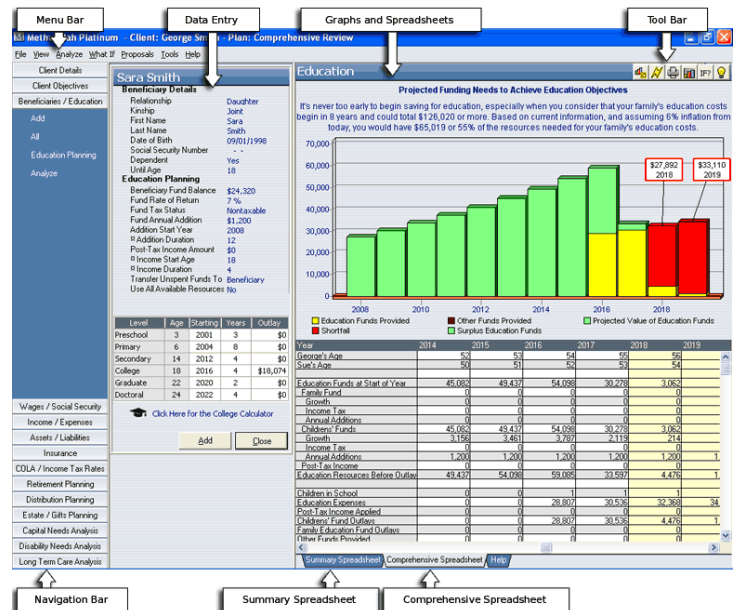 Menu Bar
Data Entry
Graphs and Spreadsheets
Tool Bar
Platinum - Client: George Smith - Plan: Comprehensive Review
File View Analyze What If Proposals Tools Help
Client Details
Client Objectives
Beneficiaries / Education
Add
All
Education Planning
Analyze
Wages / Social Security
Income / Expenses
Assets / Liabilities
Insurance
COLA / Income Tax Rates
Retirement Planning
Distribution Planning
Estate / Gifts Planning
Capital Needs Analysis
Disability Needs Analysis
Long Term Care Analysis
Sara Smith
Beneficiary Details
Relationship Daughter
Kinship Joint
First Name Sara
Last Name Smith
Date of Birth 09/01/1998
Social Security Number - -
Dependent Yes
Until Age 18
Education Planning
Beneficiary Fund Balance $24,320
Fund Rate of Return 7 %
Fund Tax Status Nontaxable
Fund Annual Addition $1,200
Addition Start Year 2008
¤ Addition Duration 12
Post-Tax Income Amount $0
¤ Income Start Age 18
¤ Income Duration 4
Transfer Unspent Funds To Beneficiary
Use All Available Resources No
Level Age Starting Years Outlay
Preschool 3 2001 3 $0
Primary 6 2004 8 $0
Secondary 14 2012 4 $0
College 18 2016 4 $18,074
Graduate 22 2020 2 $0
Doctoral 24 2022 4 $0
Click Here for the College Calculator
Add
Close
Education
IF?
Projected Funding Needs to Achieve Education Objectives
It's never too early to begin saving for education, especially when you consider that your family's education costs
begin in 8 years and could total $126,020 or more. Based on current information, and assuming 6% inflation from
today, you would have $65,019 or 55% of the resources needed for your family's education costs.
70,000
60,000
50,000
40,000
30,000
20,000
10,000
0
$27,892
2018
$33,110
2019
2008 2010 2012 2014 2016 2018
Education Funds Provided
Other Funds Provided
Projected Value of Education Funds
Shortfall
Surplus Education Funds
Year 2014 2015 2016 2017 2018 2019
George's Age 52 53 54 55 56
Sue's Age 50 51 52 53 54
Education Funds at Start of Year 45,082 49,437 54,098 30,278 3,062
Family Fund 0 0 0 0 0
Growth 0 0 0 0 0
Income Tax 0 0 0 0 0
Annual Additions 0 0 0 0 0
Childrens' Funds 45,082 49,437 54,098 30,278 3,062
Growth 3,156 3,461 3,787 2,119 214
Income Tax 0 0 0 0 0
Annual Additions 1,200 1,200 1,200 1,200 1,200 1,
Post-Tax Income 0 0 0 0 0
Education Resources Before Outlay 49,437 54,098 59,085 33,597 4,476 1,
Children in School 0 0 1 1 1
Education Expenses 0 0 28,807 30,536 32,368 34,
Post-Tax Income Applied 0 0 0 0 0
Childrens' Fund Outlays 0 0 28,807 30,536 4,476 1,
Family Education Fund Outlays 0 0 0 0 0
Other Funds Provided 0 0 0 0 0
Summary Spreadsheet
Comprehensive Spreadsheet
Help
Navigation Bar
Summary Spreadsheet
Comprehensive Spreadsheet